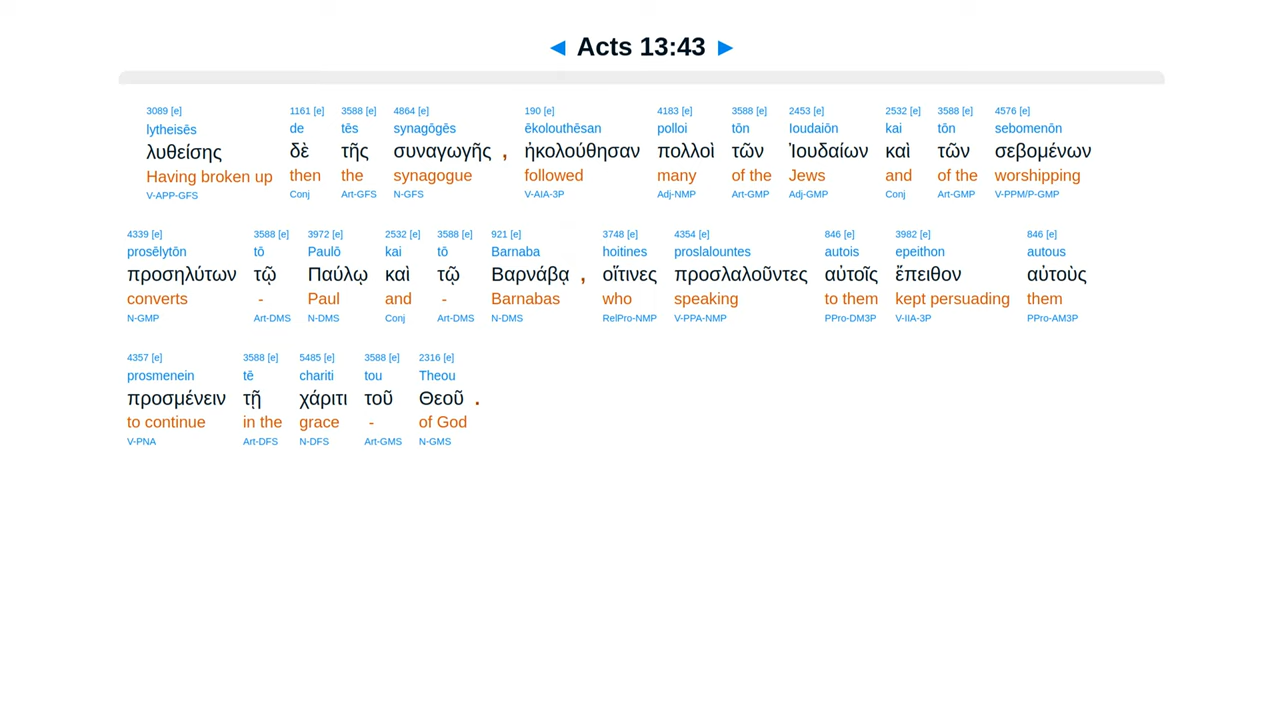 ◄ Acts 13:43 ►
3089 [e] 1161 [e] 3588 [e] 4864 [e] 190 [e] 4183 [e] 3588 [e] 2453 [e] 2532 [e] 3588 [e] 4576 [e]
lytheisēs de tēs synagōgēs ēkolouthēsan polloi tōn Ioudaiōn kai tōn sebomenōn
λυθείσης δὲ τῆς συναγωγῆς , ἠκολούθησαν πολλοὶ τῶν Ἰουδαίων καὶ τῶν σεβομένων
Having broken up then the synagogue followed many of the Jews and of the worshipping
V-APP-GFS Conj Art-GFS N-GFS V-AIA-3P Adj-NMP Art-GMP Adj-GMP Conj Art-GMP V-PPM/P-GMP
4339 [e] 3588 [e] 3972 [e] 2532 [e] 3588 [e] 921 [e] 3748 [e] 4354 [e] 846 [e] 3982 [e] 846 [e]
prosēlytōn tō Paulō kai tō Barnaba hoitines proslalountes autois epeithon autous
προσηλύτων τῷ Παύλῳ καὶ τῷ Βαρνάβᾳ , οἵτινες προσλαλοῦντες αὐτοῖς ἔπειθον αὐτοὺς
converts - Paul and - Barnabas who speaking to them kept persuading them
N-GMP Art-DMS N-DMS Conj Art-DMS N-DMS RelPro-NMP V-PPA-NMP PPro-DM3P V-IIA-3P PPro-AM3P
4357 [e] 3588 [e] 5485 [e] 3588 [e] 2316 [e]
prosmenein tē chariti tou Theou
προσμένειν τῇ χάριτι τοῦ Θεοῦ .
to continue in the grace - of God
V-PNA Art-DFS N-DFS Art-GMS N-GMS